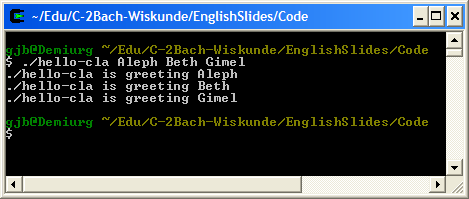 ~/Edu/C-2Bach-Wiskunde/EnglishSlides/Code
gjb@Demiurg ~/Edu/C-2Bach-Wiskunde/EnglishSlides/Code
$ ./hello-cla Aleph Beth Gimel
./hello-cla is greeting Aleph
./hello-cla is greeting Beth
./hello-cla is greeting Gimel
gjb@Demiurg ~/Edu/C-2Bach-Wiskunde/EnglishSlides/Code
$